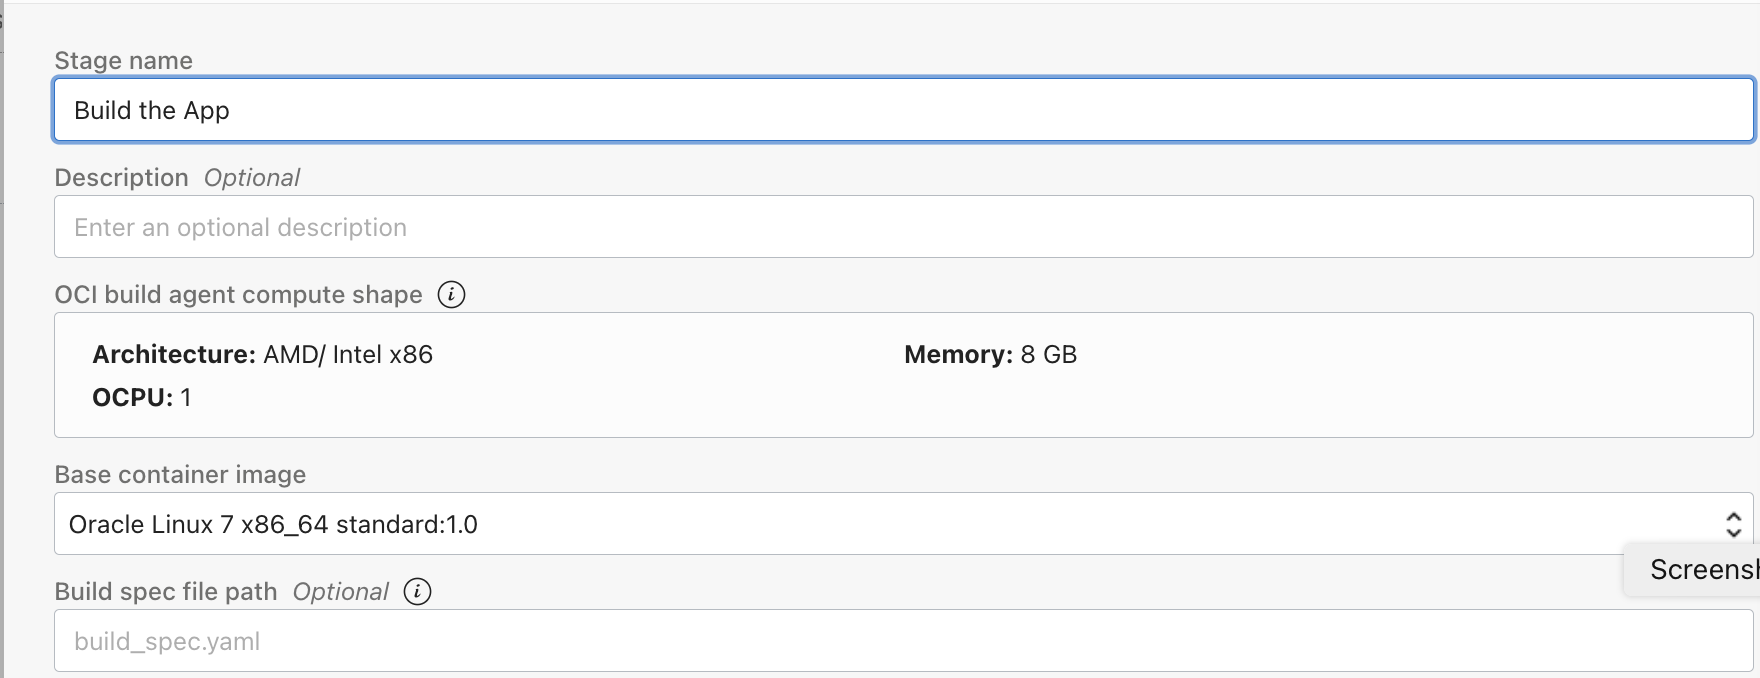 Stage name
Build the App
Description Optional
Enter an optional description
OCI build agent compute shape
Architecture: AMD/ Intel x86
Memory: 8 GB
OCPU: 1
Base container image
Oracle Linux 7 x86_64 standard:1.0
Build spec file path Optional
build_spec.yaml